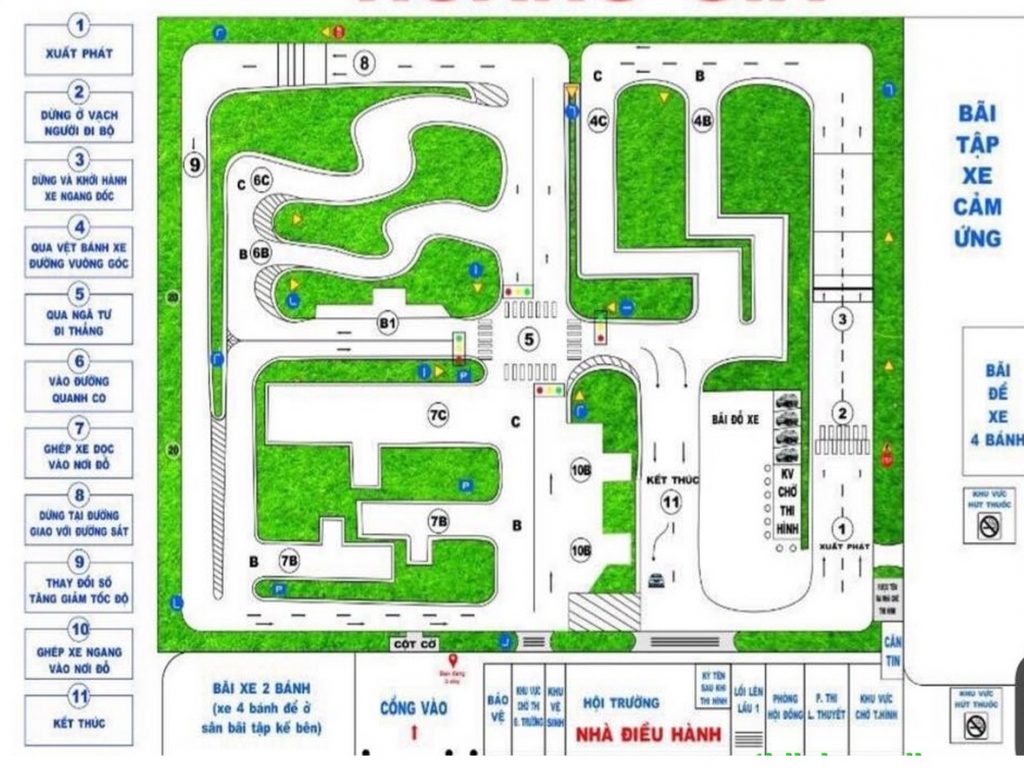 1
XUẤT PHÁT
2
DỪNG Ở VẠCH
NGƯỜI ĐI BỘ
3
DỪNG VÀ KHỞI HÀNH
XE NGANG DỐC
4
QUA VỆT BÁNH XE
ĐƯỜNG VUÔNG GÓC
5
QUA NGÃ TƯ
ĐI THẲNG
6
VÀO ĐƯỜNG
QUANH CO
7
GHÉP XE DỌC
VÀO NƠI ĐỖ
8
DỪNG TẠI ĐƯỜNG
GIAO VỚI ĐƯỜNG SẮT
9
THAY ĐỔI SỐ
TĂNG GIẢM TỐC ĐỘ
10
GHÉP XE NGANG
VÀO NƠI ĐỖ
11
KẾT THÚC
8
9
C 6C
B 6B
B1
5
C
4C
B
4B
3
2
1
XUẤT PHÁT
20
7C
C
P
P
7B
B
B 7B
P
10B
10B
KẾT THÚC
11
BÃI ĐỖ XE
KV
CHỜ
THI
HÌNH
CỘT CỜ
BÃI
TẬP
XE
CẢM
ỨNG
BÃI
ĐỂ
XE
4 BÁNH
KHU VỰC
HÚT THUỐC
CĂN
TIN
KHU VỰC
HÚT THUỐC
BÃI XE 2 BÁNH
(xe 4 bánh để ở
sân bãi tập kế bên)
CỔNG VÀO
Bạn đang
ở đây
BẢO
VỆ
KHU VỰC
CHỜ THI
Đ. TRƯỜNG
KHU
VỆ
SINH
HỘI TRƯỜNG
KÝ TÊN
SAU KHI
THI HÌNH
NHÀ ĐIỀU HÀNH
LỐI LÊN
LẦU 1
PHÒNG
HỘI ĐỒNG
P. THI
L. THUYẾT
KHU VỰC
CHỜ T.HÌNH